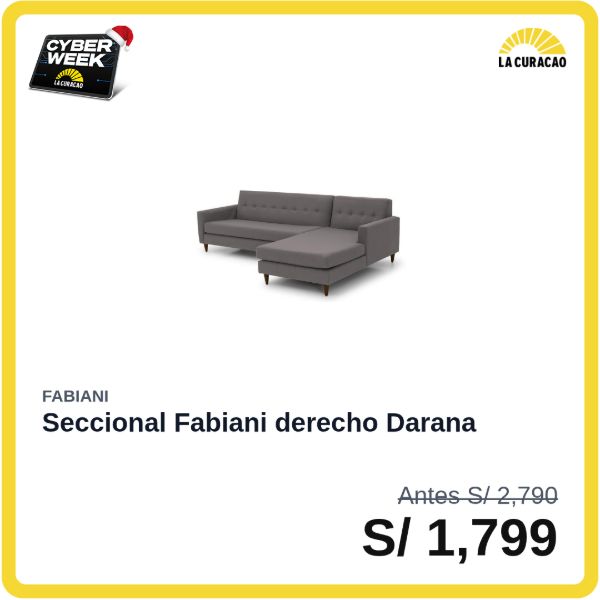 CYBER
WEEK
LA CURACAO
LA CURACAO
FABIANI
Seccional Fabiani derecho Darana
Antes S/ 2,790
S/ 1,799